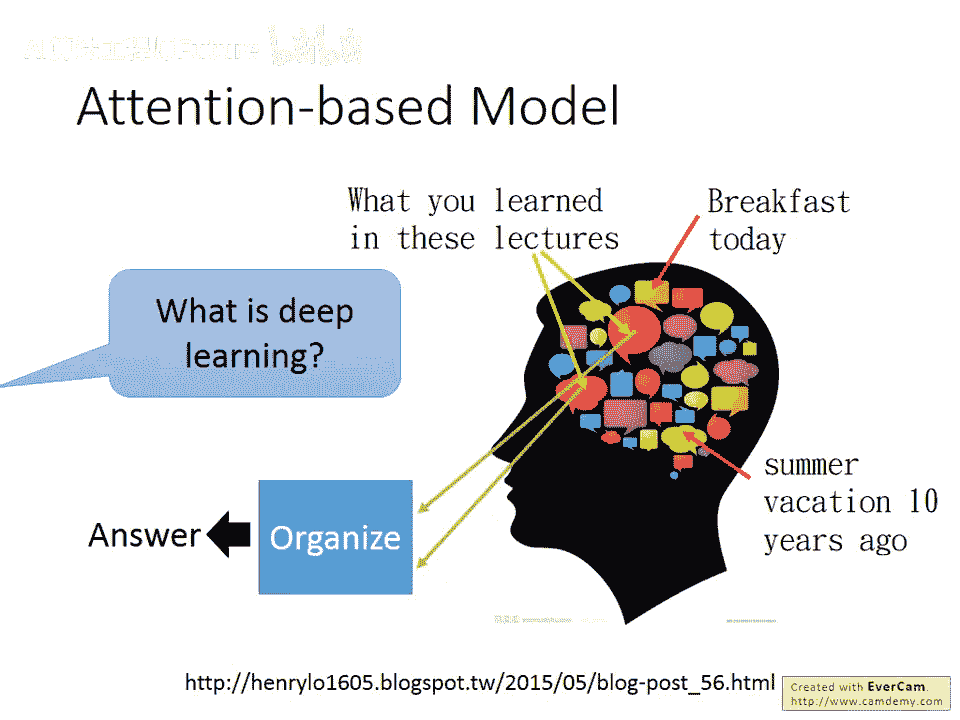 Attention-based Model
What you learned
in these lectures
Breakfast
today
What is deep
learning?
summer
vacation 10
years ago
Answer
Organize
http://henrylo1605.blogspot.tw/2015/05/blog-post_56.html
Created with EverCam.
http://www.camdemy.com